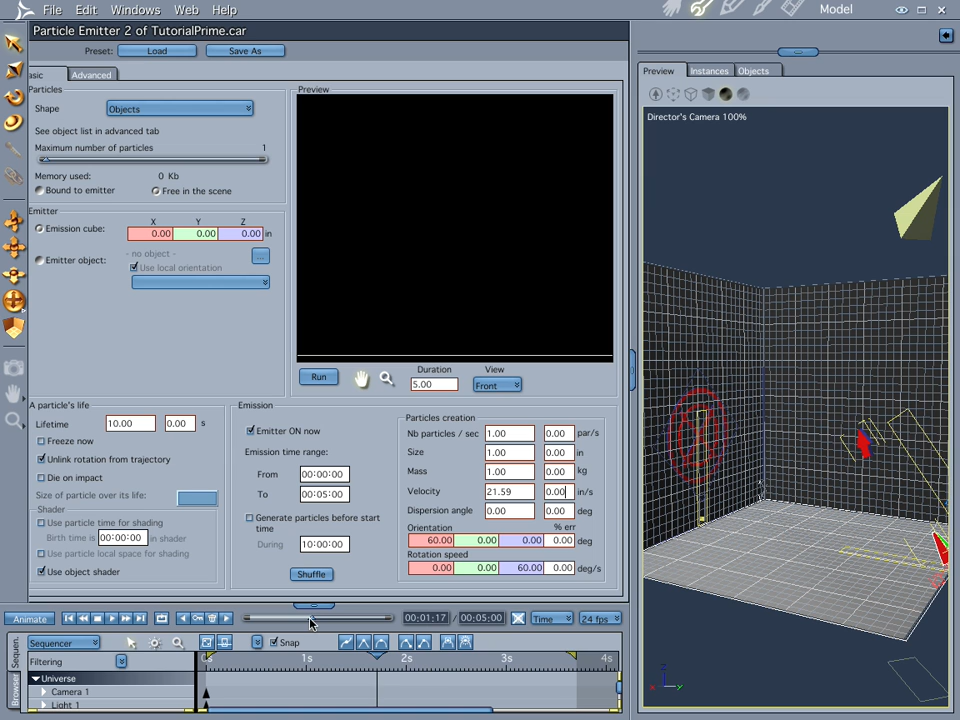 File Edit Windows Web Help Model
Particle Emitter 2 of TutorialPrime.car
Preset: Load Save As
asic Advanced
Preview Instances Objects
Particles
Preview
Shape Objects
Director's Camera 100%
See object list in advanced tab
Maximum number of particles 1
Memory used: 0 Kb
Bound to emitter Free in the scene
Emitter
X Y Z
Emission cube: 0.00 0.00 0.00 in
Emitter object: - no object - ...
Use local orientation
Run Duration View
5.00 Front
A particle's life
Lifetime 10.00 0.00 s
Freeze now
Unlink rotation from trajectory
Die on impact
Size of particle over its life:
Shader
Use particle time for shading
Birth time is 00:00:00 in shader
Use particle local space for shading
Use object shader
Emission
Emitter ON now
Emission time range:
From 00:00:00
To 00:05:00
Generate particles before start
time
During 10:00:00
Shuffle
Particles creation
Nb particles / sec 1.00 0.00 par/s
Size 1.00 0.00 in
Mass 1.00 0.00 kg
Velocity 21.59 0.00 in/s
Dispersion angle 0.00 0.00 deg
Orientation % err
60.00 0.00 0.00 0.00 deg
Rotation speed
0.00 0.00 60.00 0.00 deg/s
Animate 00:01:17 / 00:05:00 Time 24 fps
Sequencer Snap
Filtering 0s 1s 2s 3s 4s
Universe
Camera 1
Light 1
Sequen.
Browser
Z
X Y